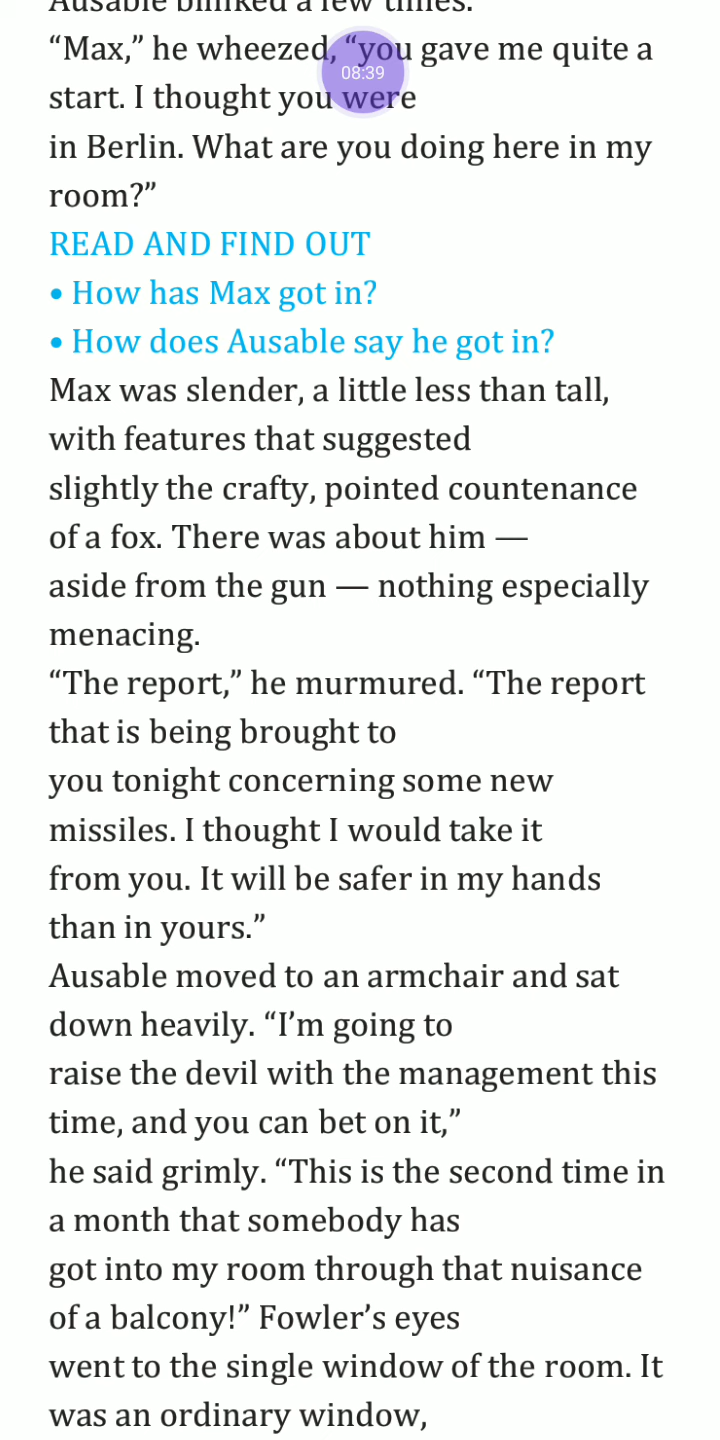 Ausable blinked a few times.
“Max,” he wheezed, “you gave me quite a
start. I thought you were
in Berlin. What are you doing here in my
room?”
READ AND FIND OUT
• How has Max got in?
• How does Ausable say he got in?
Max was slender, a little less than tall,
with features that suggested
slightly the crafty, pointed countenance
of a fox. There was about him —
aside from the gun — nothing especially
menacing.
“The report,” he murmured. “The report
that is being brought to
you tonight concerning some new
missiles. I thought I would take it
from you. It will be safer in my hands
than in yours.”
Ausable moved to an armchair and sat
down heavily. “I’m going to
raise the devil with the management this
time, and you can bet on it,”
he said grimly. “This is the second time in
a month that somebody has
got into my room through that nuisance
of a balcony!” Fowler’s eyes
went to the single window of the room. It
was an ordinary window,
08:39